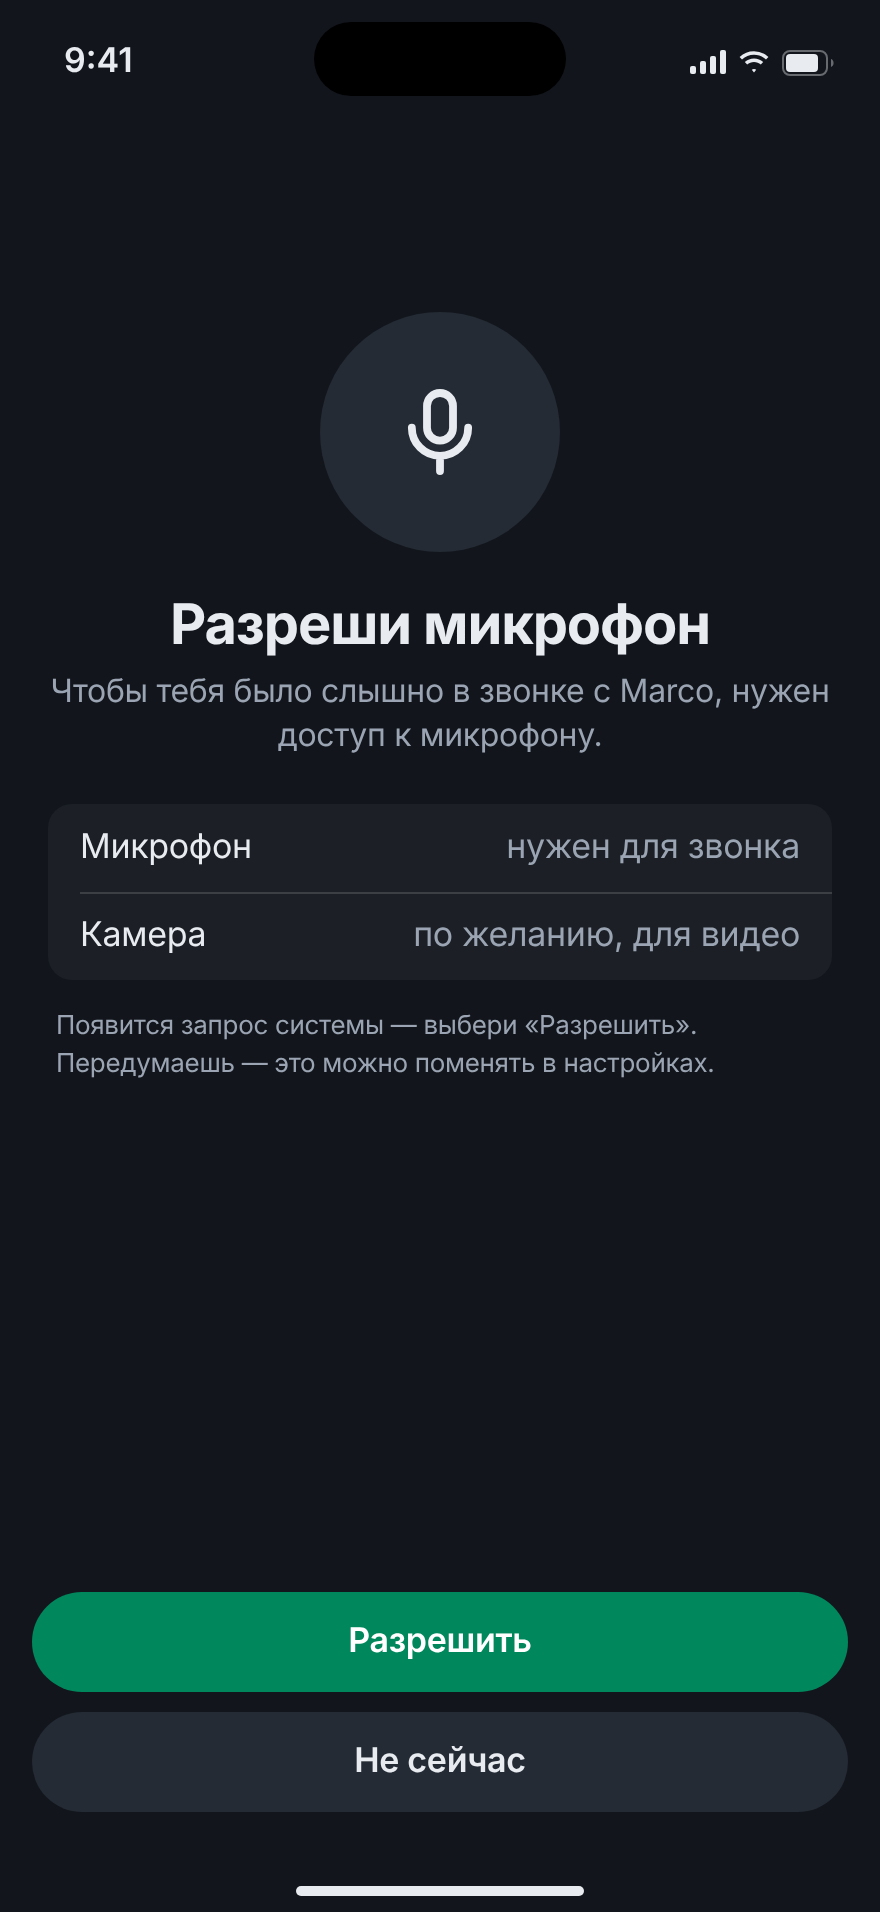 9:41
Разреши микрофон
Чтобы тебя было слышно в звонке с Marco, нужен
доступ к микрофону.
Микрофон нужен для звонка
Камера по желанию, для видео
Появится запрос системы — выбери «Разрешить».
Передумаешь — это можно поменять в настройках.
Разрешить
Не сейчас